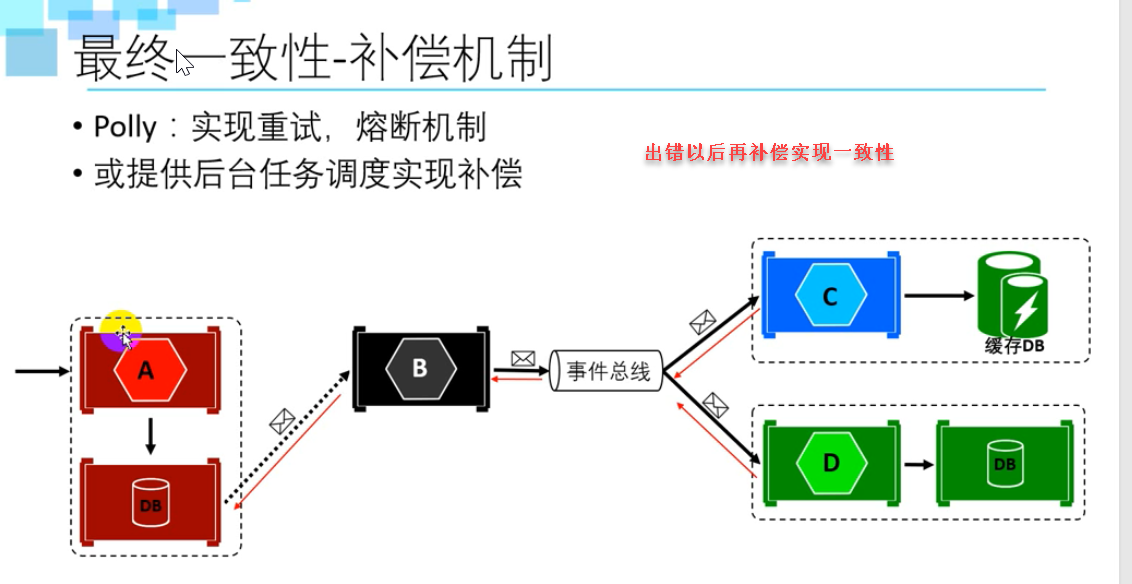 最终一致性-补偿机制
• Polly：实现重试，熔断机制
• 或提供后台任务调度实现补偿
出错以后再补偿实现一致性
A
DB
B
事件总线
C
缓存DB
D
DB